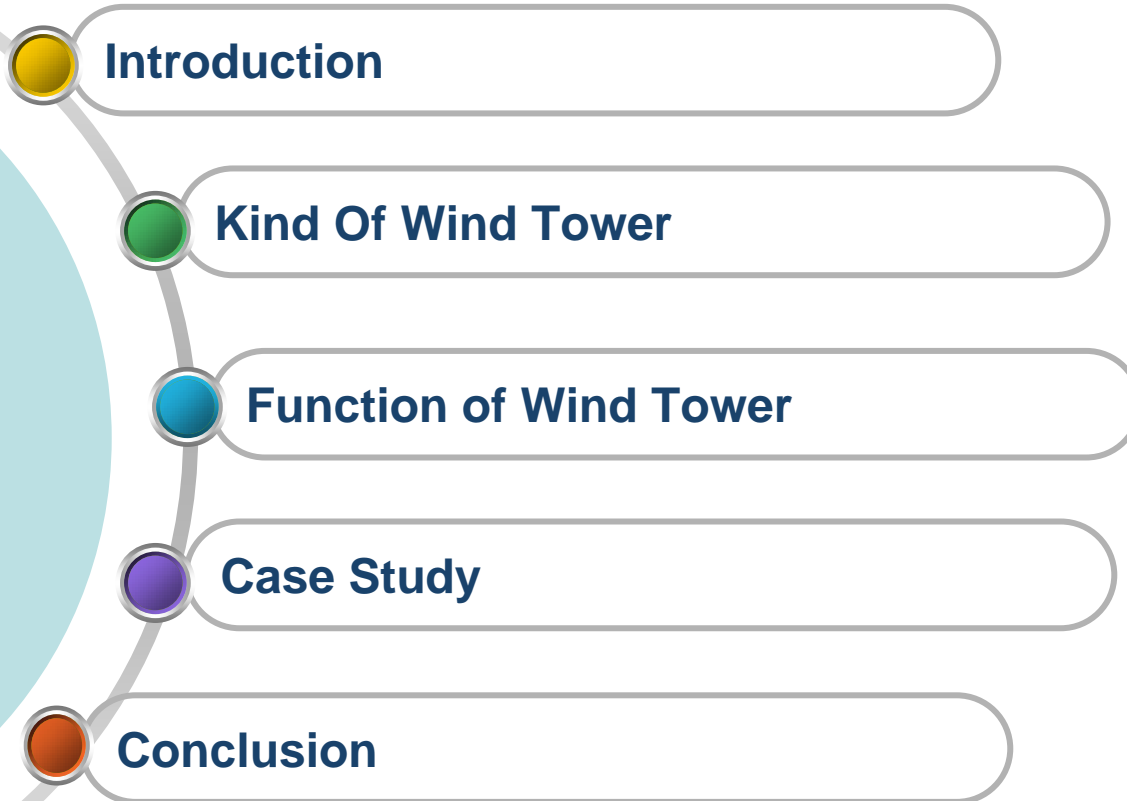 Introduction
Kind Of Wind Tower
Function of Wind Tower
Case Study
Conclusion